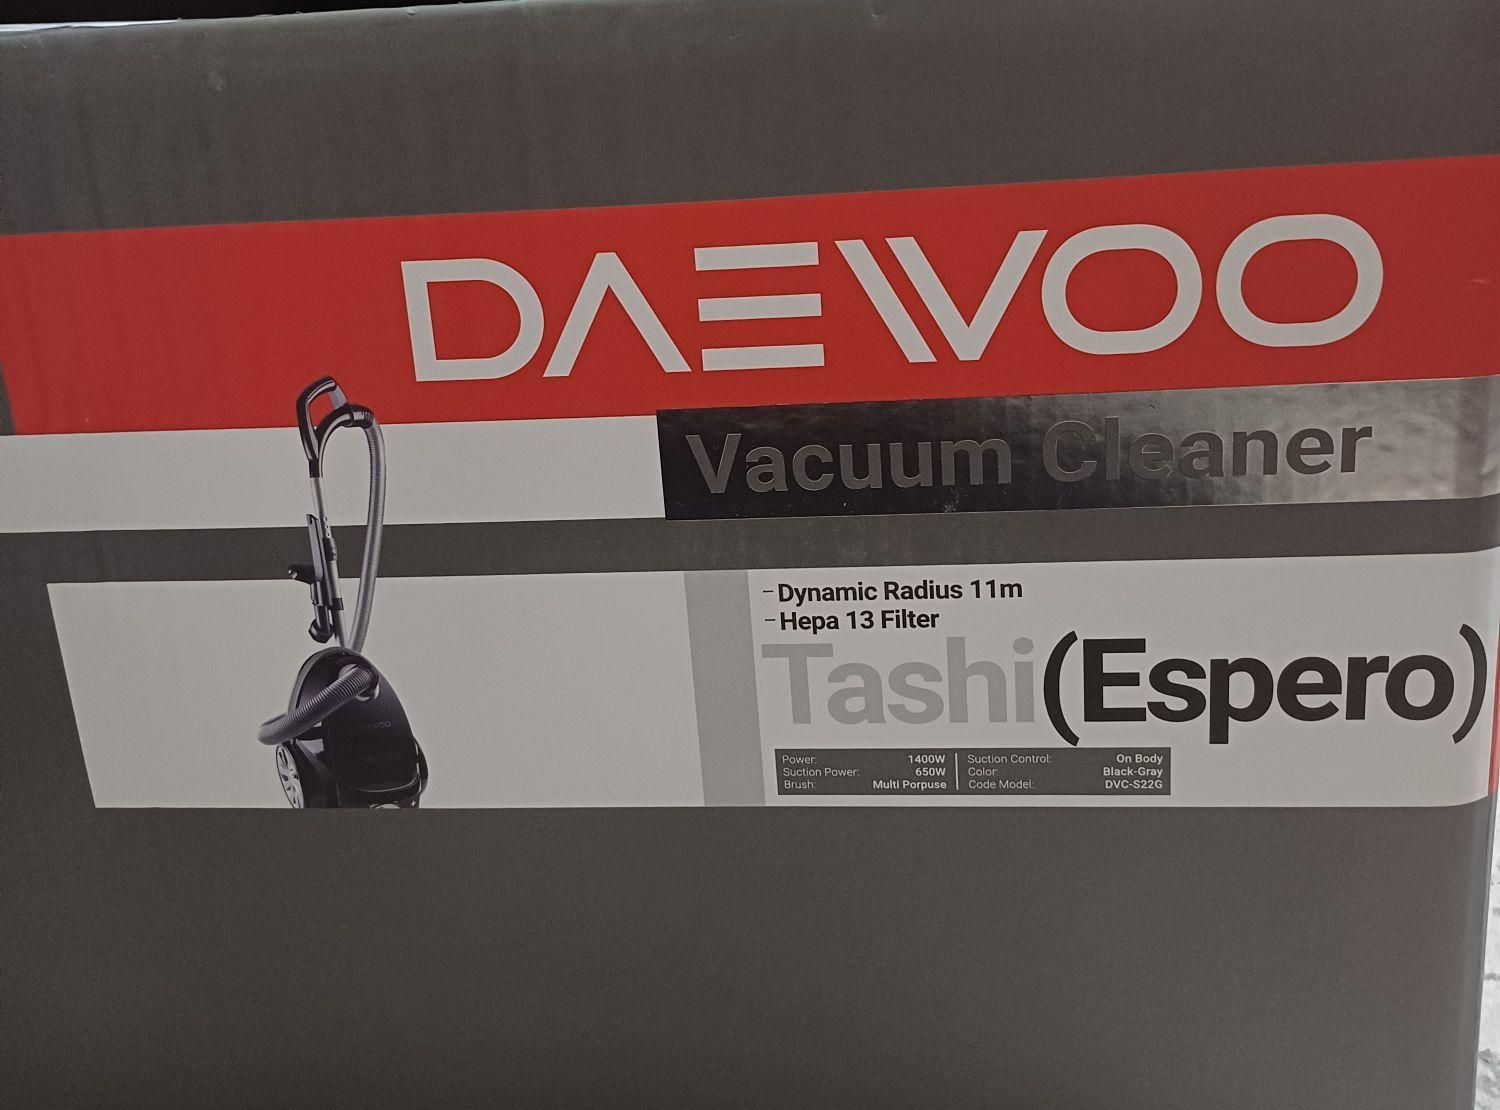 DAEWOO
Vacuum Cleaner
- Dynamic Radius 11m
- Hepa 13 Filter
Tashi(Espero)
Power: 1400W Suction Control: On Body
Suction Power: 650W Color: Black-Gray
Brush: Multi Porpuse Code Model: DVC-S22G